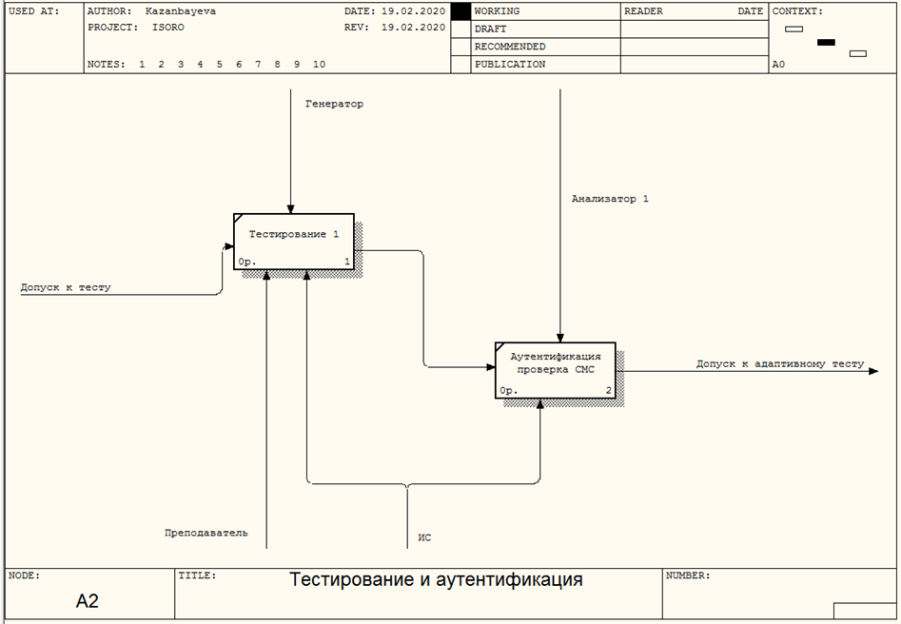 USED AT: AUTHOR: Kazanbayeva DATE: 19.02.2020 WORKING READER DATE CONTEXT:
PROJECT: ISORO REV: 19.02.2020 DRAFT
RECOMMENDED
NOTES: 1 2 3 4 5 6 7 8 9 10 PUBLICATION A0
Генератор
Анализатор 1
Тестирование 1
0р. 1
Допуск к тесту
Аутентификация
проверка СМС
0р. 2
Допуск к адаптивному тесту
Преподаватель
ИС
NODE: TITLE: NUMBER:
Тестирование и аутентификация
A2